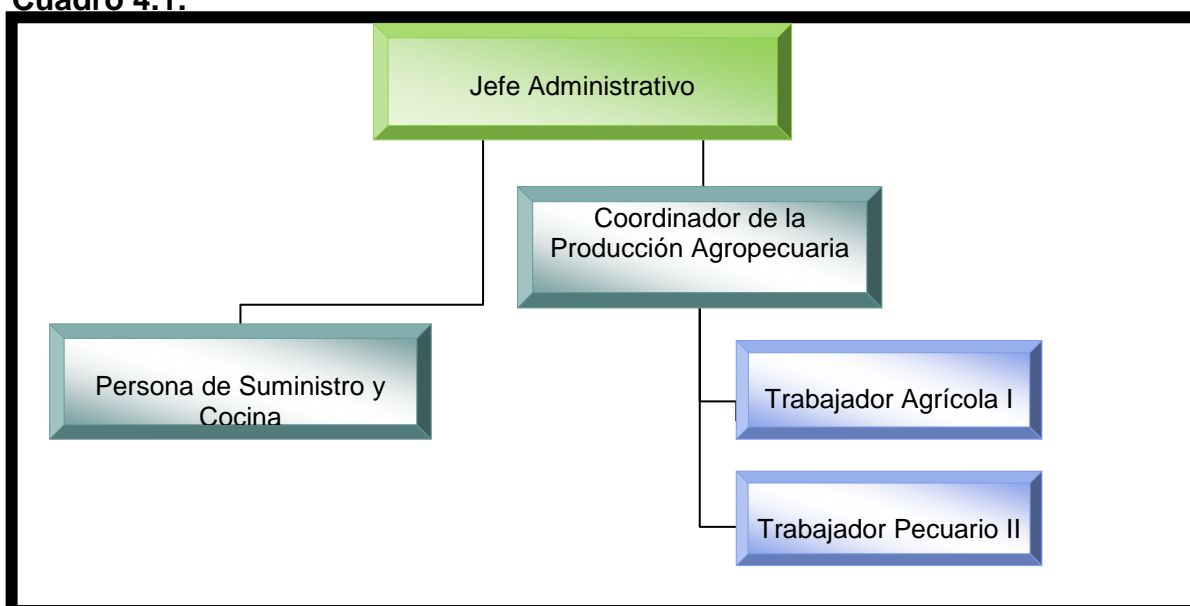 Cuadro 4.1.
Jefe Administrativo
Coordinador de la
Producción Agropecuaria
Persona de Suministro y
Cocina
Trabajador Agrícola I
Trabajador Pecuario II